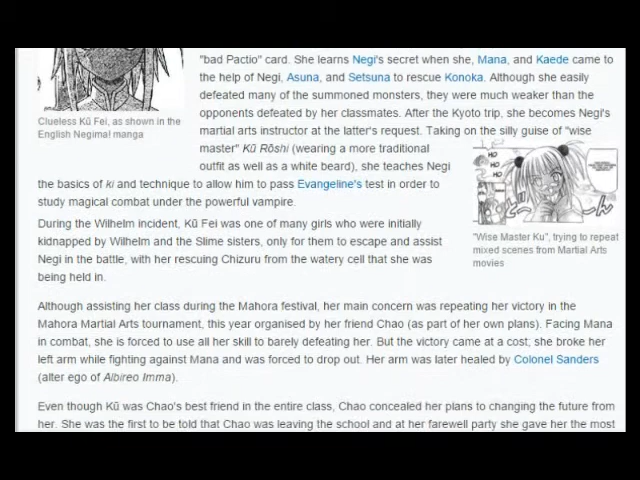 "bad Pactio" card. She learns Negi's secret when she, Mana, and Kaede came to
the help of Negi, Asuna, and Setsuna to rescue Konoka. Although she easily
defeated many of the summoned monsters, they were much weaker than the
opponents defeated by her classmates. After the Kyoto trip, she becomes Negi's
Clueless Kū Fei, as shown in the
English Negima! manga
martial arts instructor at the latter's request. Taking on the silly guise of "wise
master" Kū Rōshi (wearing a more traditional
outfit as well as a white beard), she teaches Negi
the basics of ki and technique to allow him to pass Evangeline's test in order to
study magical combat under the powerful vampire.
HO
HO
HO
"Wise Master Ku", trying to repeat
mixed scenes from Martial Arts
movies
During the Wilhelm incident, Kū Fei was one of many girls who were initially
kidnapped by Wilhelm and the Slime sisters, only for them to escape and assist
Negi in the battle, with her rescuing Chizuru from the watery cell that she was
being held in.
Although assisting her class during the Mahora festival, her main concern was repeating her victory in the
Mahora Martial Arts tournament, this year organised by her friend Chao (as part of her own plans). Facing Mana
in combat, she is forced to use all her skill to barely defeating her. But the victory came at a cost; she broke her
left arm while fighting against Mana and was forced to drop out. Her arm was later healed by Colonel Sanders
(alter ego of Albireo Imma).
Even though Kū was Chao's best friend in the entire class, Chao concealed her plans to changing the future from
her. She was the first to be told that Chao was leaving the school and at her farewell party she gave her the most